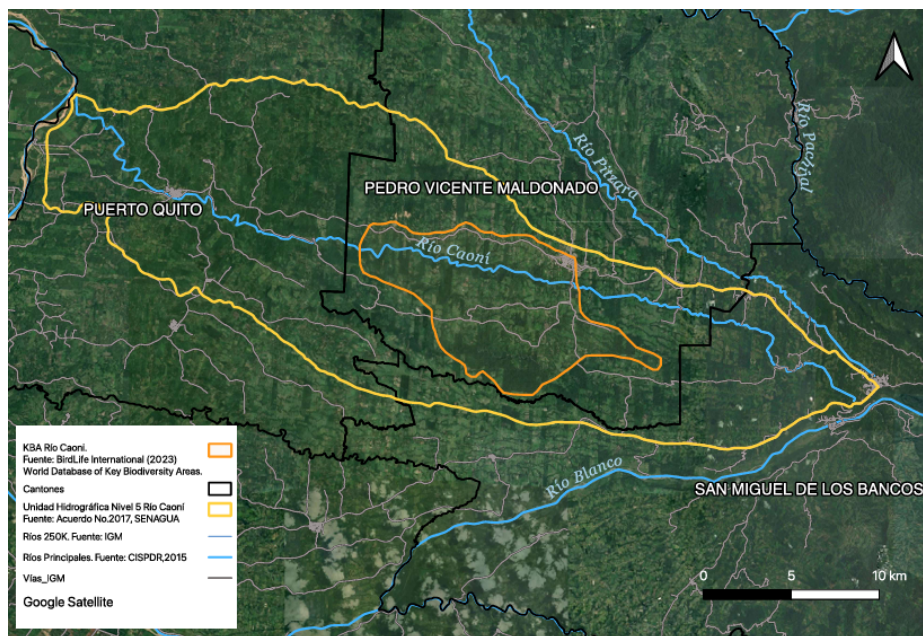 Río Pitzara
Río Pachijal
PEDRO VICENTE MALDONADO
PUERTO QUITO
Río Caoní
KBA Río Caoni.
Fuente: BirdLife International (2023)
World Database of Key Biodiversity Areas.
Cantones
Unidad Hidrográfica Nivel 5 Río Caoní
Fuente: Acuerdo No.2017, SENAGUA
Ríos 250K. Fuente: IGM
Ríos Principales. Fuente: CISPDR,2015
Vías_IGM
Google Satellite
Río Blanco
SAN MIGUEL DE LOS BANCOS
0 5 10 km